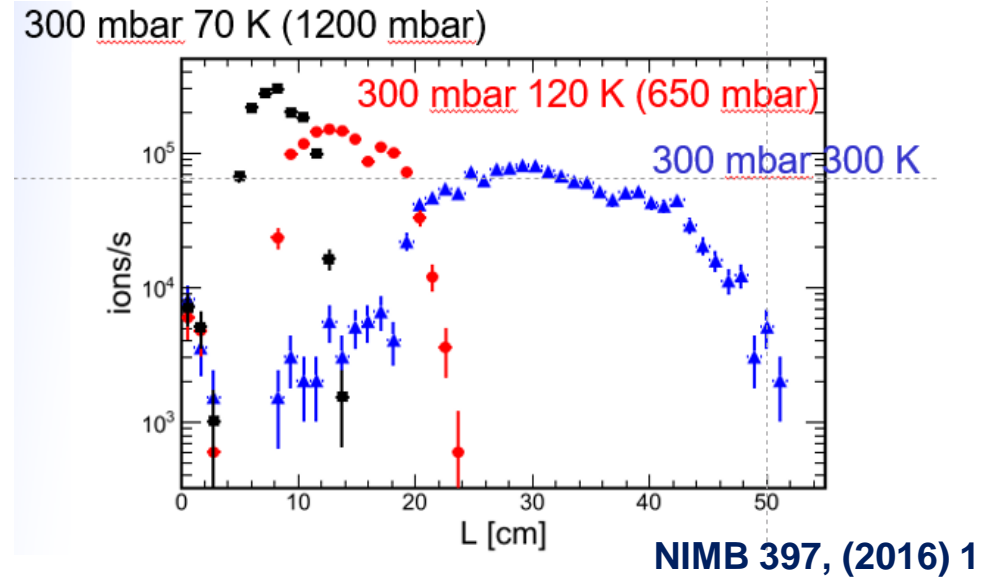 300 mbar 70 K (1200 mbar)
300 mbar 120 K (650 mbar)
300 mbar 300 K
ions/s
10⁵
10⁴
10³
0 10 20 30 40 50
L [cm]
NIMB 397, (2016) 1